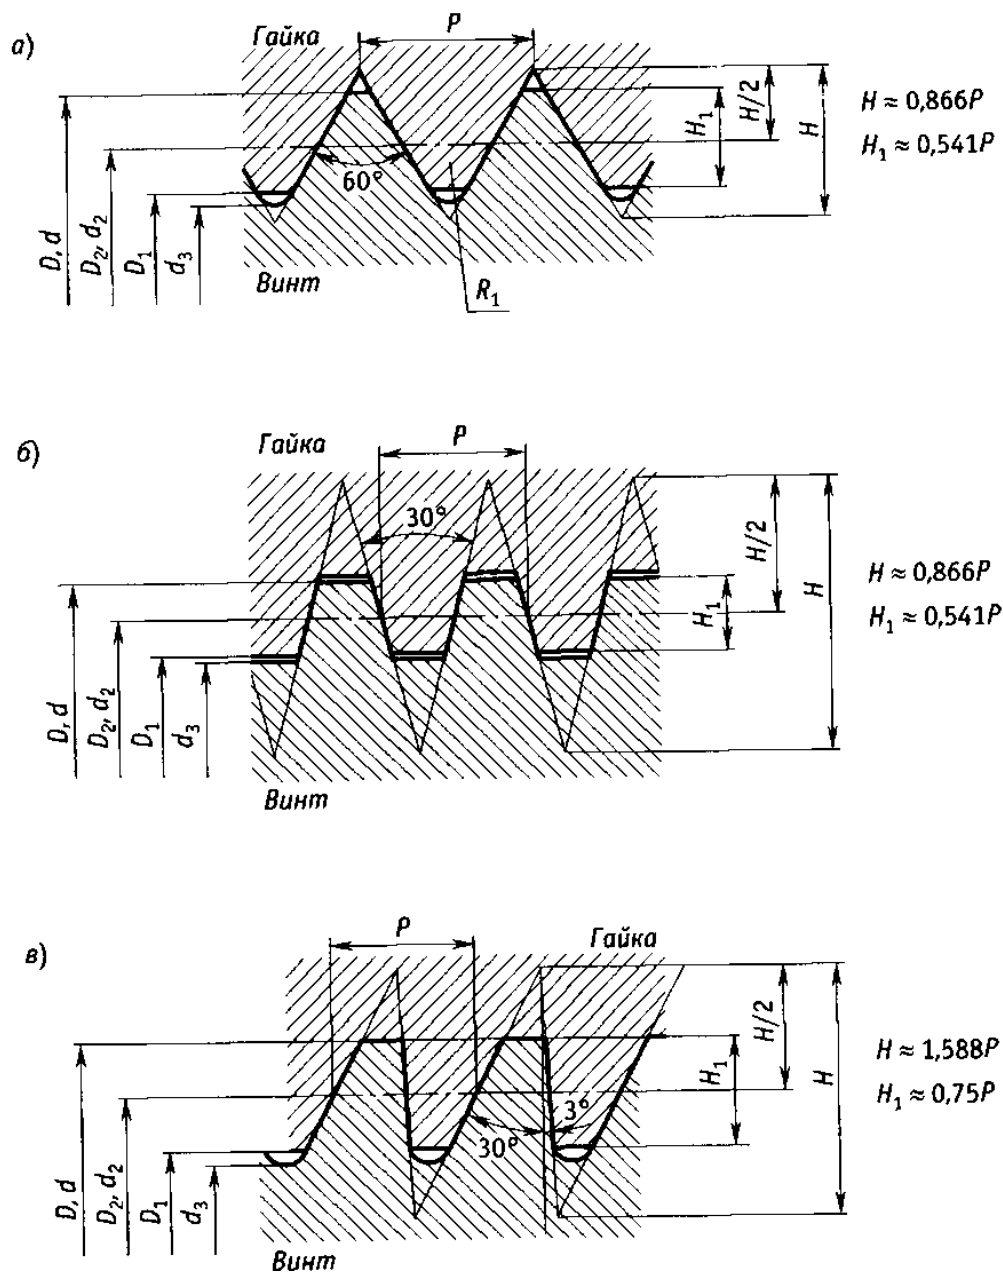 а)
Гайка
P
H₁
H/2
H
H ≈ 0,866P
H₁ ≈ 0,541P
60°
D, d
D₂, d₂
D₁
d₃
Винт
R₁
б)
Гайка
P
30°
H₁
H/2
H
H ≈ 0,866P
H₁ ≈ 0,541P
D, d
D₂, d₂
D₁
d₃
Винт
в)
P
Гайка
H₁
H/2
H
H ≈ 1,588P
H₁ ≈ 0,75P
30°
3°
D, d
D₂, d₂
D₁
d₃
Винт